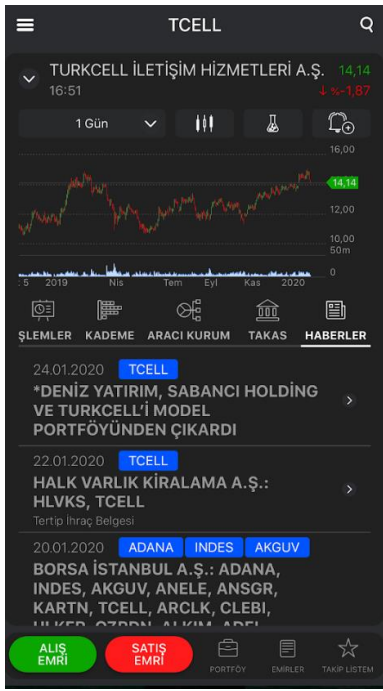 TCELL
TURKCELL İLETİŞİM HİZMETLERİ A.Ş. 14,14
16:51 ↓ %-1,87
1 Gün
16,00
14,14
12,00
10,00
50m
0
: 5 2019 Nis Tem Eyl Kas 2020
ŞLEMLER KADEME ARACI KURUM TAKAS HABERLER
24.01.2020 TCELL
*DENİZ YATIRIM, SABANCI HOLDİNG
VE TURKCELL’İ MODEL
PORTFÖYÜNDEN ÇIKARDI
22.01.2020 TCELL
HALK VARLIK KİRALAMA A.Ş.:
HLVKS, TCELL
Tertip İhraç Belgesi
20.01.2020 ADANA INDES AKGUV
BORSA İSTANBUL A.Ş.: ADANA,
INDES, AKGUV, ANELE, ANSGR,
KARTN, TCELL, ARCLK, CLEBI,
ALIŞ
EMRİ
SATIŞ
EMRİ
PORTFÖY EMİRLER TAKİP LİSTEM